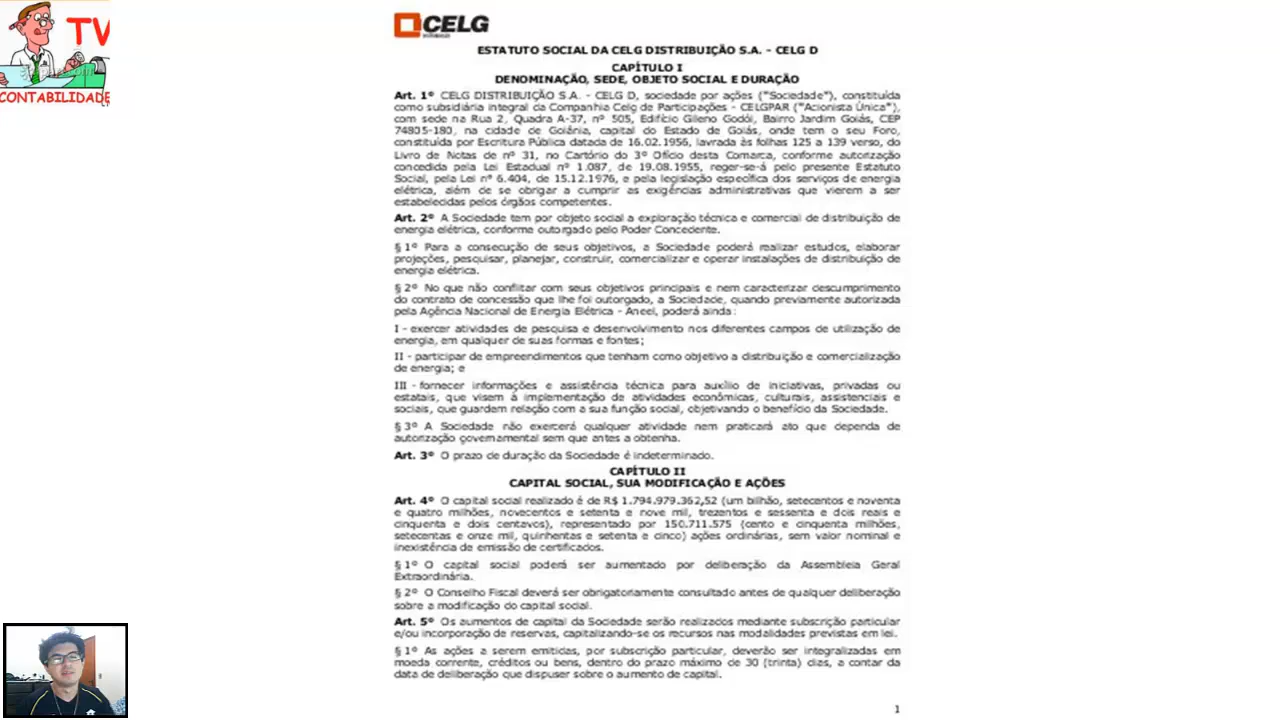 TV
CONTABILIDADE
CELG
ESTATUTO SOCIAL DA CELG DISTRIBUIÇÃO S.A. - CELG D
CAPÍTULO I
DENOMINAÇÃO, SEDE, OBJETO SOCIAL E DURAÇÃO
Art. 1º CELG DISTRIBUIÇÃO S.A. - CELG D, sociedade por ações ("Sociedade"), constituída
como subsidiária integral da Companhia Celg de Participações - CELGPAR ("Acionista Única"),
com sede na Rua 2, Quadra A-37, nº 505, Edifício Gileno Godói, Bairro Jardim Goiás, CEP
74805-180, na cidade de Goiânia, capital do Estado de Goiás, onde tem o seu Foro,
constituída por Escritura Pública datada de 16.02.1956, lavrada às folhas 125 a 139 verso, do
Livro de Notas de nº 31, no Cartório do 3º Ofício desta Comarca, conforme autorização
concedida pela Lei Estadual nº 1.087, de 19.08.1955, reger-se-á pelo presente Estatuto
Social, pela Lei nº 6.404, de 15.12.1976, e pela legislação específica dos serviços de energia
elétrica, além de se obrigar a cumprir as exigências administrativas que vierem a ser
estabelecidas pelos órgãos competentes.
Art. 2º A Sociedade tem por objeto social a exploração técnica e comercial de distribuição de
energia elétrica, conforme outorgado pelo Poder Concedente.
§ 1º Para a consecução de seus objetivos, a Sociedade poderá realizar estudos, elaborar
projeções, pesquisar, planejar, construir, comercializar e operar instalações de distribuição de
energia elétrica.
§ 2º No que não conflitar com seus objetivos principais e nem caracterizar descumprimento
do contrato de concessão que lhe foi outorgado, a Sociedade, quando previamente autorizada
pela Agência Nacional de Energia Elétrica - Aneel, poderá ainda:
I - exercer atividades de pesquisa e desenvolvimento nos diferentes campos de utilização de
energia, em qualquer de suas formas e fontes;
II - participar de empreendimentos que tenham como objetivo a distribuição e comercialização
de energia; e
III - fornecer informações e assistência técnica para auxílio de iniciativas, privadas ou
estatais, que visem à implementação de atividades econômicas, culturais, assistenciais e
sociais, que guardem relação com a sua função social, objetivando o benefício da Sociedade.
§ 3º A Sociedade não exercerá qualquer atividade nem praticará ato que dependa de
autorização governamental sem que antes a obtenha.
Art. 3º O prazo de duração da Sociedade é indeterminado.
CAPÍTULO II
CAPITAL SOCIAL, SUA MODIFICAÇÃO E AÇÕES
Art. 4º O capital social realizado é de R$ 1.794.979.362,52 (um bilhão, setecentos e noventa
e quatro milhões, novecentos e setenta e nove mil, trezentos e sessenta e dois reais e
cinquenta e dois centavos), representado por 150.711.575 (cento e cinquenta milhões,
setecentas e onze mil, quinhentas e setenta e cinco) ações ordinárias, sem valor nominal e
inexistência de emissão de certificados.
§ 1º O capital social poderá ser aumentado por deliberação da Assembleia Geral
Extraordinária.
§ 2º O Conselho Fiscal deverá ser obrigatoriamente consultado antes de qualquer deliberação
sobre a modificação do capital social.
Art. 5º Os aumentos de capital da Sociedade serão realizados mediante subscrição particular
e/ou incorporação de reservas, capitalizando-se os recursos nas modalidades previstas em lei.
§ 1º As ações a serem emitidas, por subscrição particular, deverão ser integralizadas em
moeda corrente, créditos ou bens, dentro do prazo máximo de 30 (trinta) dias, a contar da
data de deliberação que dispuser sobre o aumento de capital.
1